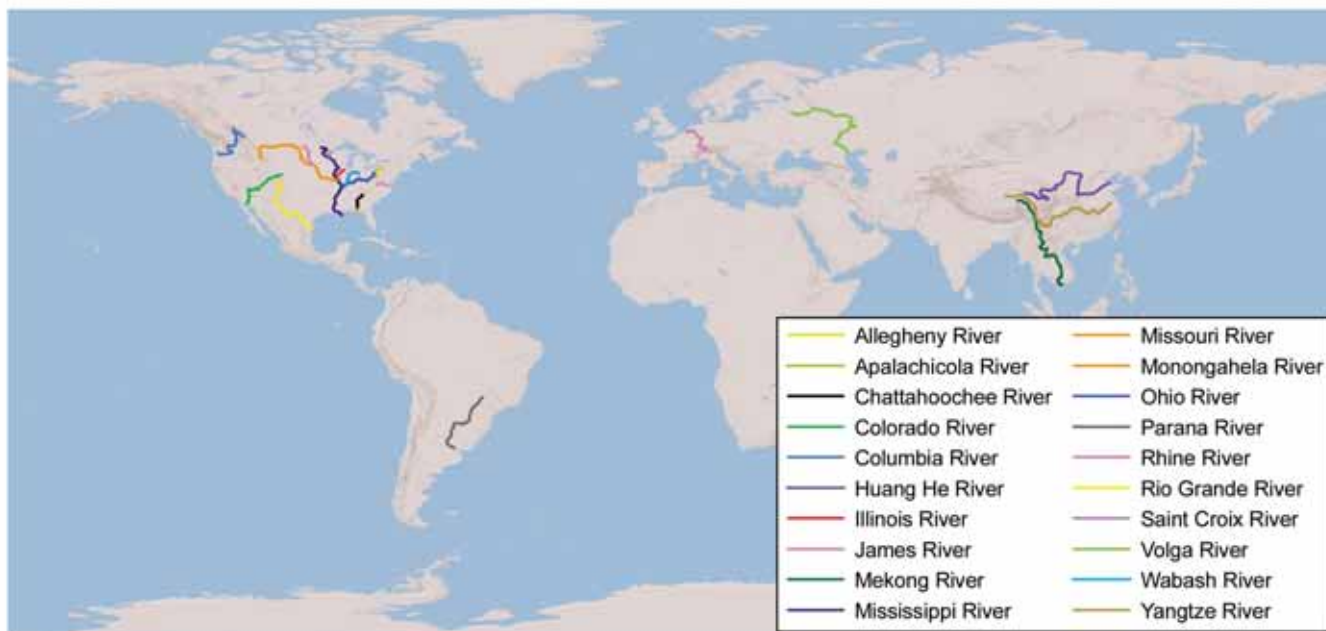 Allegheny River
Apalachicola River
Chattahoochee River
Colorado River
Columbia River
Huang He River
Illinois River
James River
Mekong River
Mississippi River
Missouri River
Monongahela River
Ohio River
Parana River
Rhine River
Rio Grande River
Saint Croix River
Volga River
Wabash River
Yangtze River